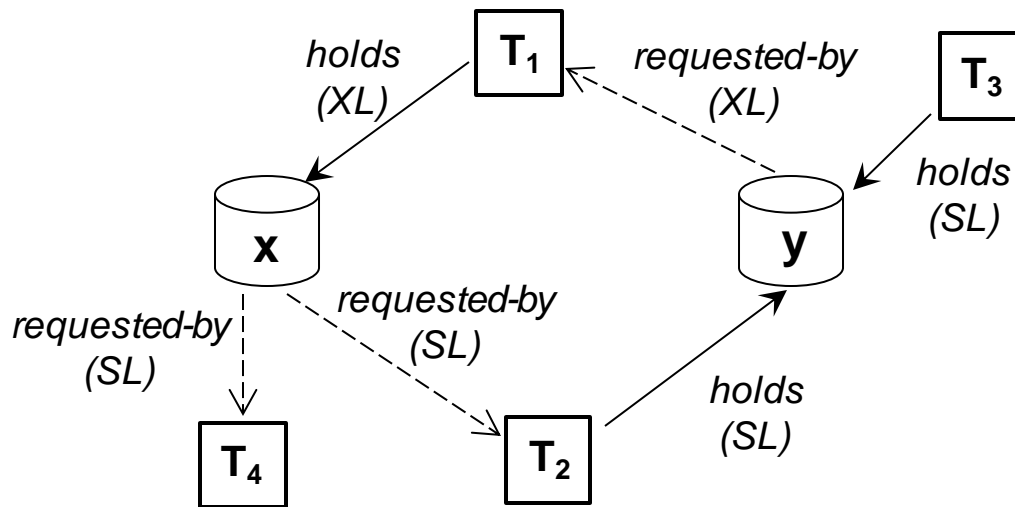 T1
holds
(XL)
requested-by
(XL)
T3
holds
(SL)
x
y
requested-by
(SL)
requested-by
(SL)
holds
(SL)
T4
T2